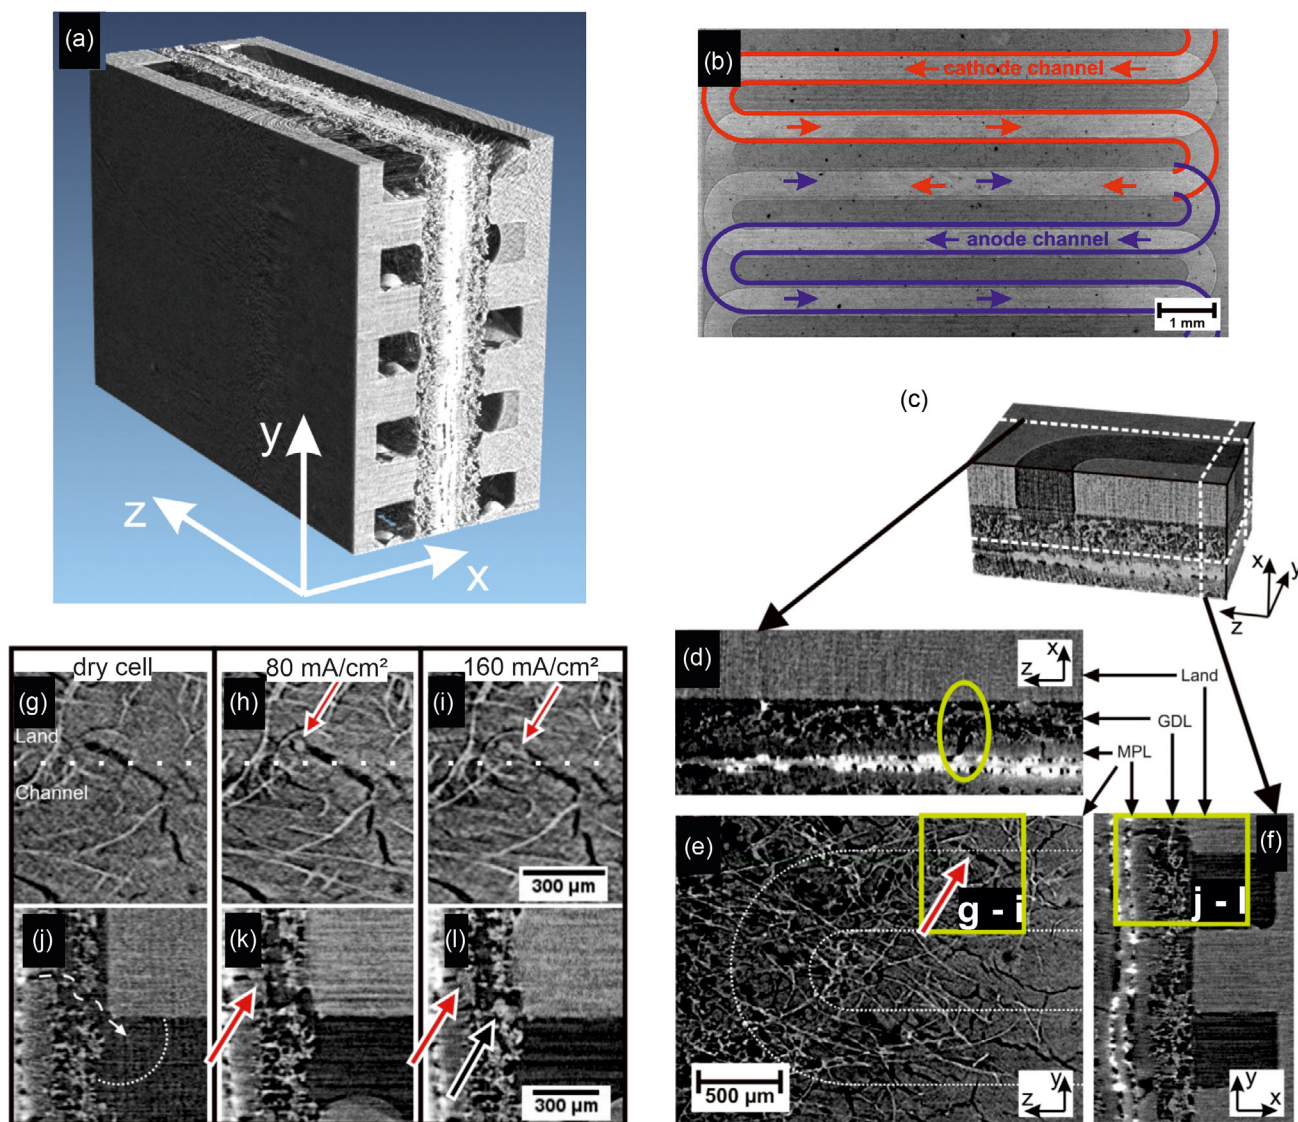 (a)
y
z
x
(b)
cathode channel
anode channel
1 mm
(c)
x
y
z
(d)
x
z
Land
GDL
MPL
(e)
g - i
500 µm
y
z
(f)
j - l
y
x
dry cell
80 mA/cm²
160 mA/cm²
(g)
Land
Channel
(h)
(i)
300 µm
(j)
(k)
(l)
300 µm